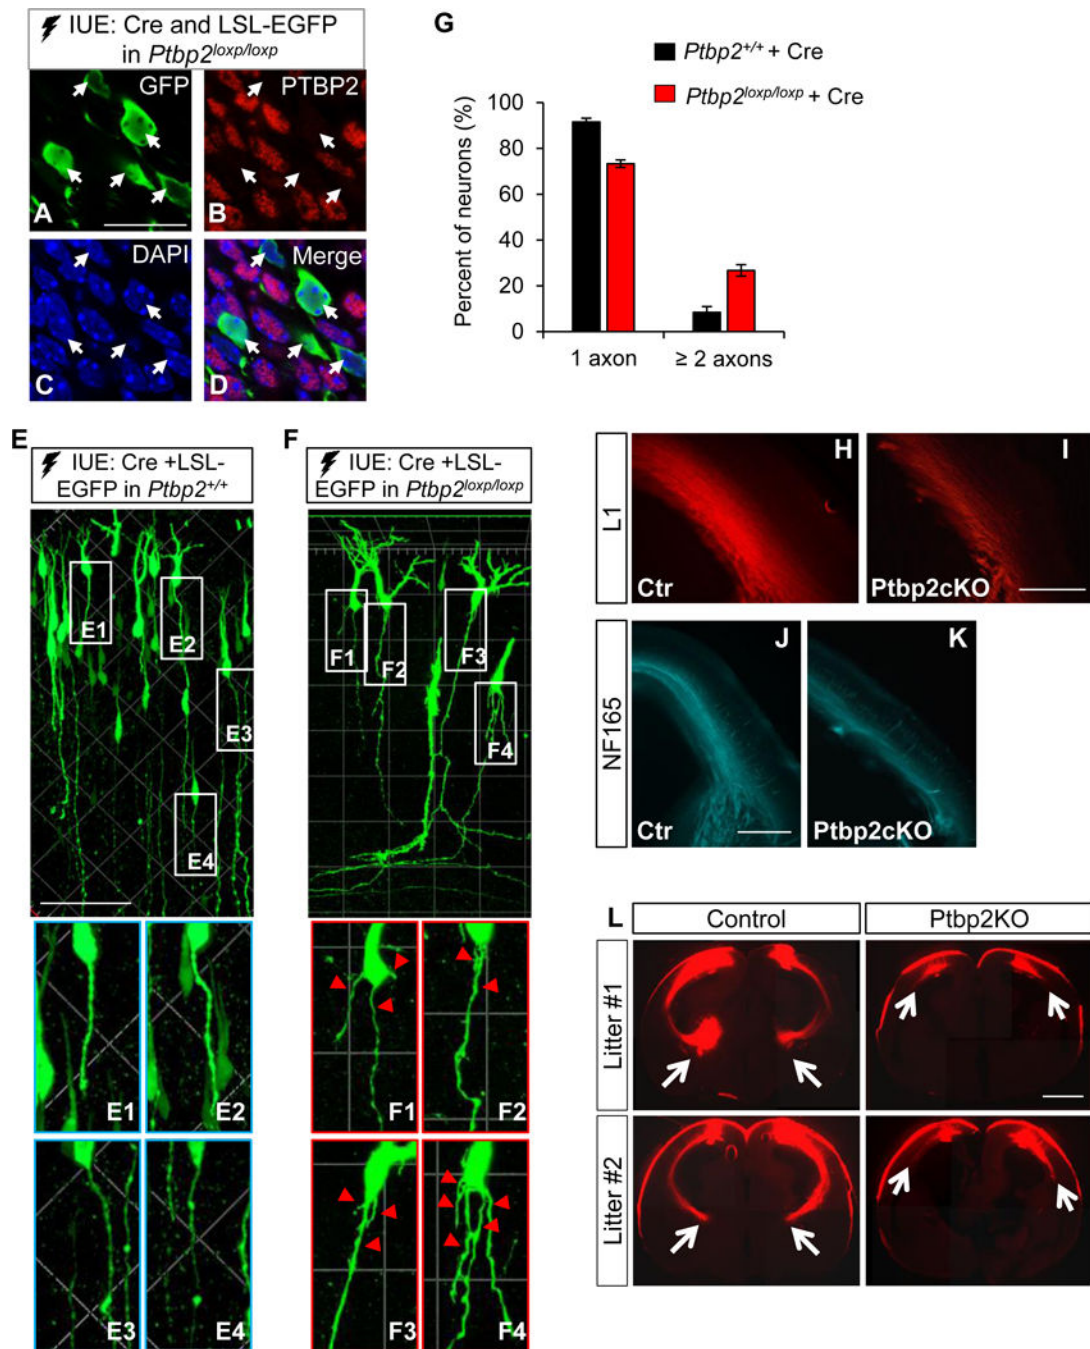 IUE: Cre and LSL-EGFP
in Ptbp2loxp/loxp
GFP
A
PTBP2
B
DAPI
C
Merge
D
G
Ptbp2+/+ + Cre
Ptbp2loxp/loxp + Cre
Percent of neurons (%)
100
80
60
40
20
0
1 axon
≥ 2 axons
E
IUE: Cre +LSL-
EGFP in Ptbp2+/+
E1
E2
E3
E4
E1
E2
E3
E4
F
IUE: Cre +LSL-
EGFP in Ptbp2loxp/loxp
F1
F2
F3
F4
F1
F2
F3
F4
L1
H
Ctr
I
Ptbp2cKO
NF165
J
Ctr
K
Ptbp2cKO
L
Control
Ptbp2KO
Litter #1
Litter #2